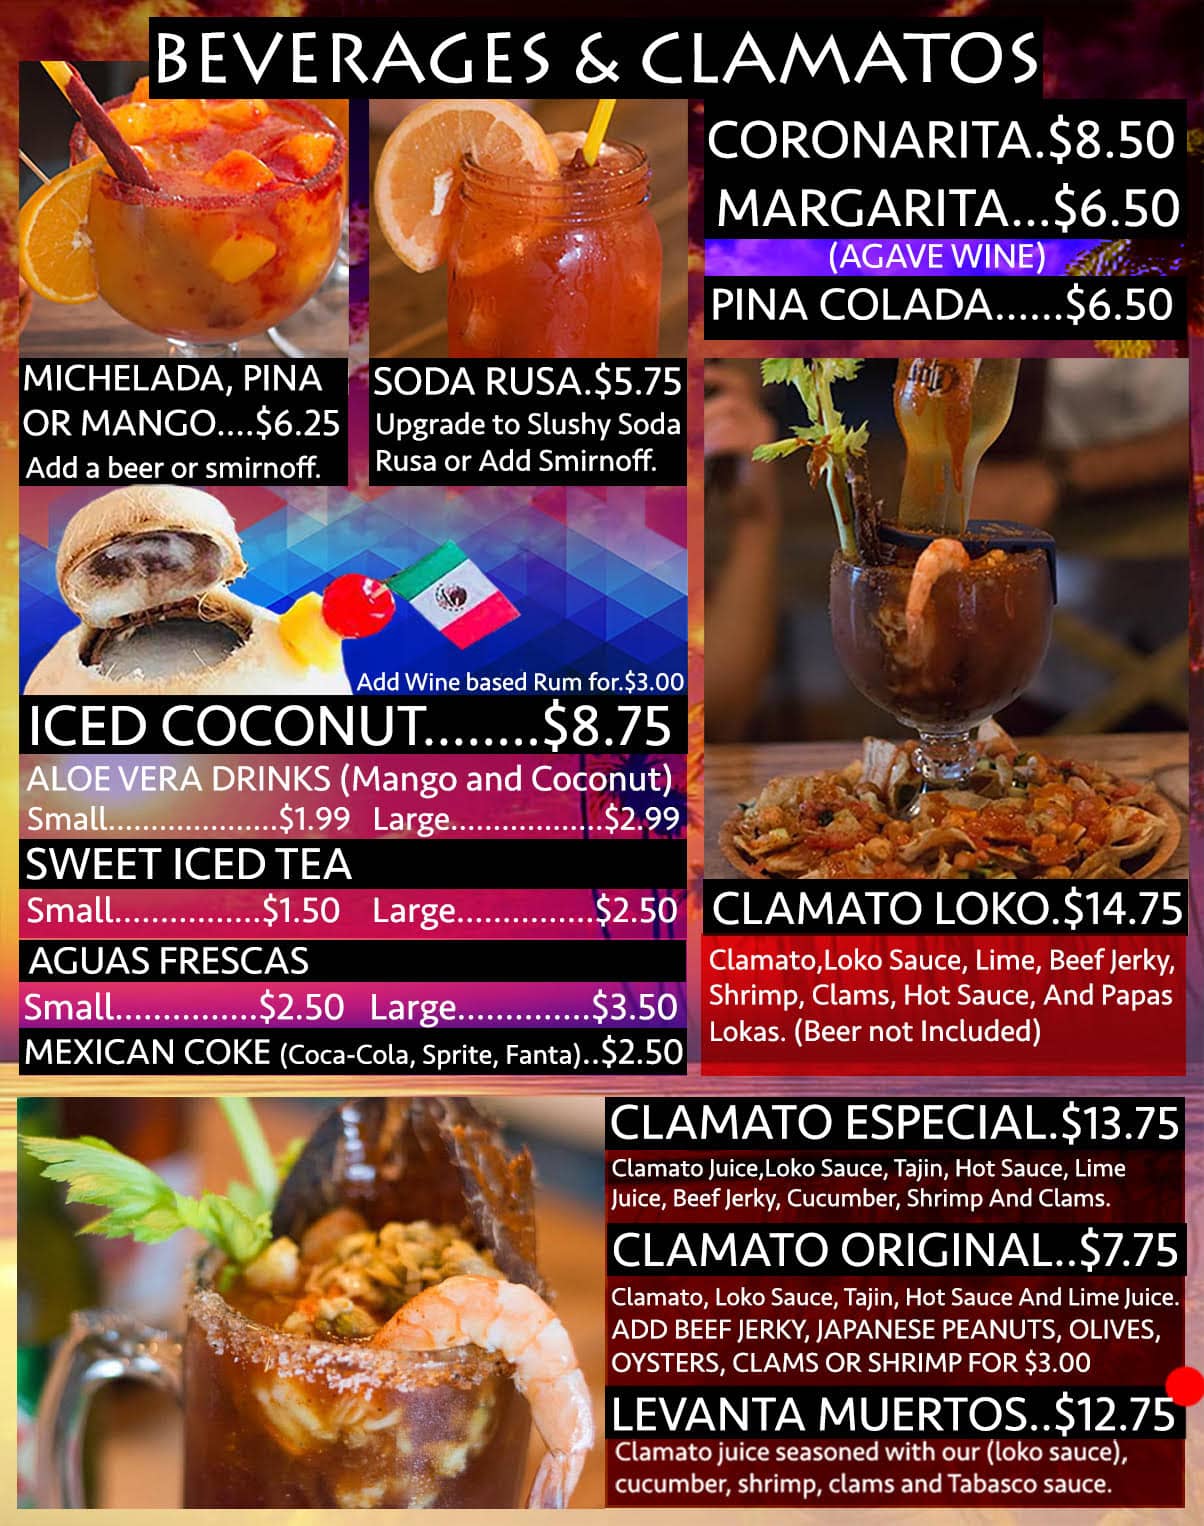 BEVERAGES & CLAMATOS
CORONARITA.$8.50
MARGARITA...$6.50
(AGAVE WINE)
PINA COLADA......$6.50
MICHELADA, PINA
OR MANGO....$6.25
Add a beer or smirnoff.
SODA RUSA.$5.75
Upgrade to Slushy Soda
Rusa or Add Smirnoff.
Add Wine based Rum for.$3.00
ICED COCONUT........$8.75
ALOE VERA DRINKS (Mango and Coconut)
Small....................$1.99 Large..................$2.99
SWEET ICED TEA
Small.................$1.50 Large................$2.50
AGUAS FRESCAS
Small................$2.50 Large...............$3.50
MEXICAN COKE (Coca-Cola, Sprite, Fanta)..$2.50
CLAMATO LOKO.$14.75
Clamato,Loko Sauce, Lime, Beef Jerky,
Shrimp, Clams, Hot Sauce, And Papas
Lokas. (Beer not Included)
CLAMATO ESPECIAL.$13.75
Clamato Juice,Loko Sauce, Tajin, Hot Sauce, Lime
Juice, Beef Jerky, Cucumber, Shrimp And Clams.
CLAMATO ORIGINAL..$7.75
Clamato, Loko Sauce, Tajin, Hot Sauce And Lime Juice.
ADD BEEF JERKY, JAPANESE PEANUTS, OLIVES,
OYSTERS, CLAMS OR SHRIMP FOR $3.00
LEVANTA MUERTOS..$12.75
Clamato juice seasoned with our (loko sauce),
cucumber, shrimp, clams and Tabasco sauce.